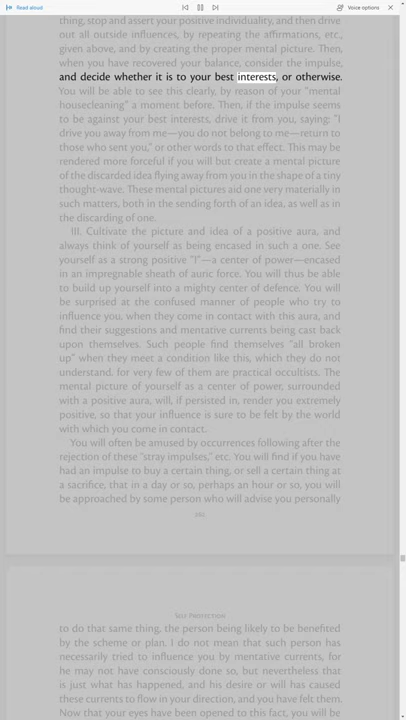 Read aloud
Voice options
thing, stop and assert your positive individuality, and then drive
out all outside influences, by repeating the affirmations, etc.,
given above, and by creating the proper mental picture. Then,
when you have recovered your balance, consider the impulse,
and decide whether it is to your best interests, or otherwise.
You will be able to see this clearly, by reason of your "mental
housecleaning" a moment before. Then, if the impulse seems
to be against your best interests, drive it from you, saying: "I
drive you away from me—you do not belong to me—return to
those who sent you," or other words to that effect. This may be
rendered more forceful if you will but create a mental picture
of the discarded idea flying away from you in the shape of a tiny
thought-wave. These mental pictures aid one very materially in
such matters, both in the sending forth of an idea, as well as in
the discarding of one.
III. Cultivate the picture and idea of a positive aura, and
always think of yourself as being encased in such a one. See
yourself as a strong positive "I"—a center of power—encased
in an impregnable sheath of auric force. You will thus be able
to build up yourself into a mighty center of defence. You will
be surprised at the confused manner of people who try to
influence you, when they come in contact with this aura, and
find their suggestions and mentative currents being cast back
upon themselves. Such people find themselves "all broken
up" when they meet a condition like this, which they do not
understand, for very few of them are practical occultists. The
mental picture of yourself as a center of power, surrounded
with a positive aura, will, if persisted in, render you extremely
positive, so that your influence is sure to be felt by the world
with which you come in contact.
You will often be amused by occurrences following after the
rejection of these "stray impulses," etc. You will find if you have
had an impulse to buy a certain thing, or sell a certain thing at
a sacrifice, that in a day or so, perhaps an hour or so, you will
be approached by some person who will advise you personally
Self Protection
to do that same thing, the person being likely to be benefited
by the scheme or plan. I do not mean that such person has
necessarily tried to influence you by mentative currents, for
he may not have consciously done so, but nevertheless that
is just what has happened, and his desire or will has caused
these currents to flow in your direction, and you have felt them.
Now that your eyes have been opened to this fact, you will be